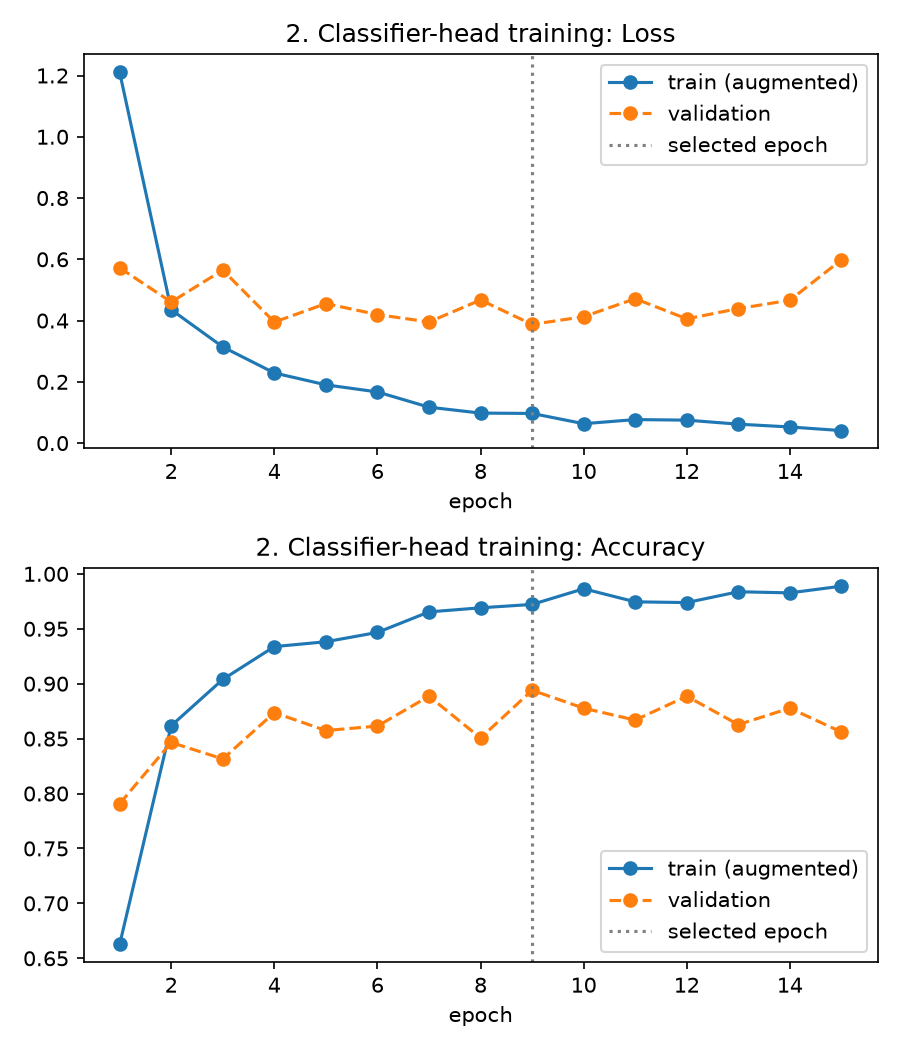 2. Classifier-head training: Loss
1.2
1.0
0.8
0.6
0.4
0.2
0.0
train (augmented)
validation
selected epoch
2 4 6 8 10 12 14
epoch
2. Classifier-head training: Accuracy
1.00
0.95
0.90
0.85
0.80
0.75
0.70
0.65
train (augmented)
validation
selected epoch
2 4 6 8 10 12 14
epoch